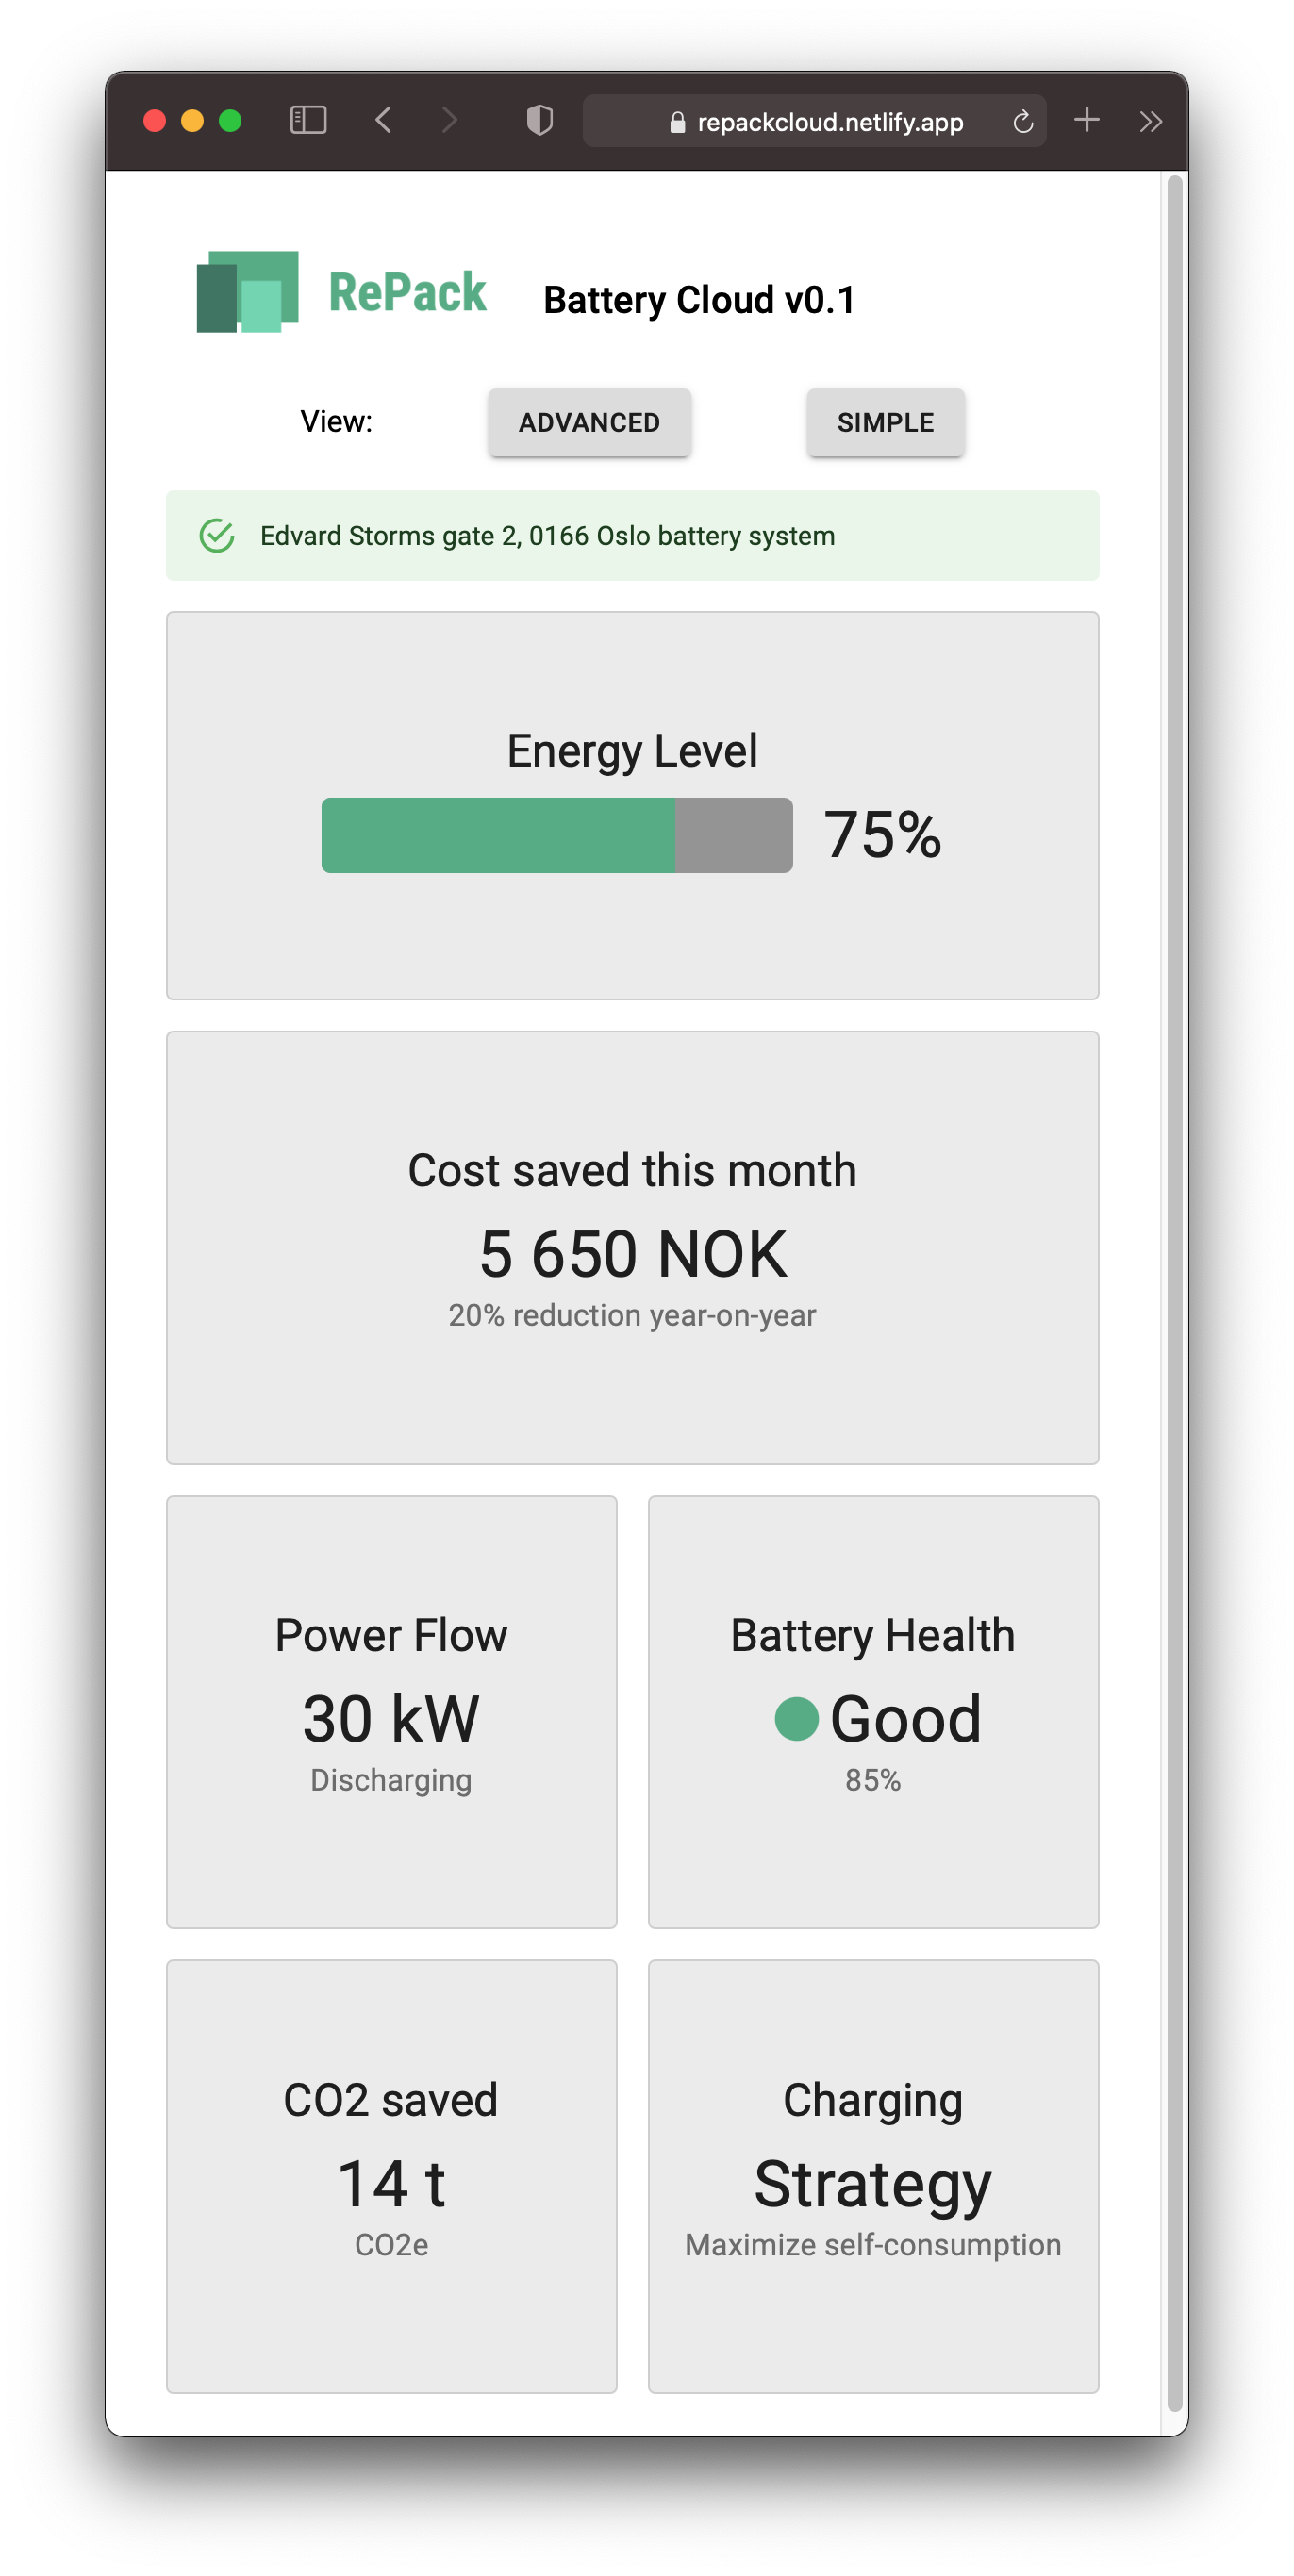 repackcloud.netlify.app
RePack Battery Cloud v0.1
View: ADVANCED SIMPLE
Edvard Storms gate 2, 0166 Oslo battery system
Energy Level
75%
Cost saved this month
5 650 NOK
20% reduction year-on-year
Power Flow
30 kW
Discharging
Battery Health
Good
85%
CO2 saved
14 t
CO2e
Charging
Strategy
Maximize self-consumption